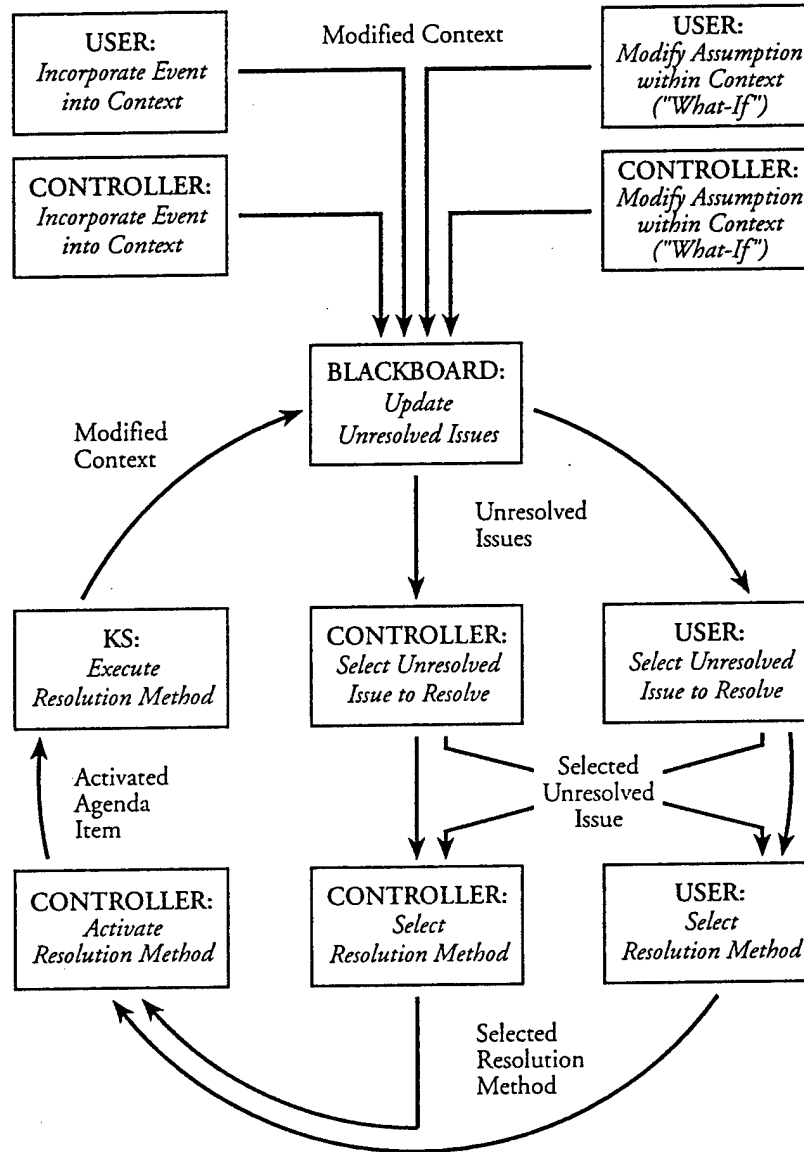 USER:
Incorporate Event
into Context
Modified Context
USER:
Modify Assumption
within Context
("What-If")
CONTROLLER:
Incorporate Event
into Context
CONTROLLER:
Modify Assumption
within Context
("What-If")
BLACKBOARD:
Update
Unresolved Issues
Modified
Context
Unresolved
Issues
KS:
Execute
Resolution Method
CONTROLLER:
Select Unresolved
Issue to Resolve
USER:
Select Unresolved
Issue to Resolve
Activated
Agenda
Item
Selected
Unresolved
Issue
CONTROLLER:
Activate
Resolution Method
CONTROLLER:
Select
Resolution Method
USER:
Select
Resolution Method
Selected
Resolution
Method